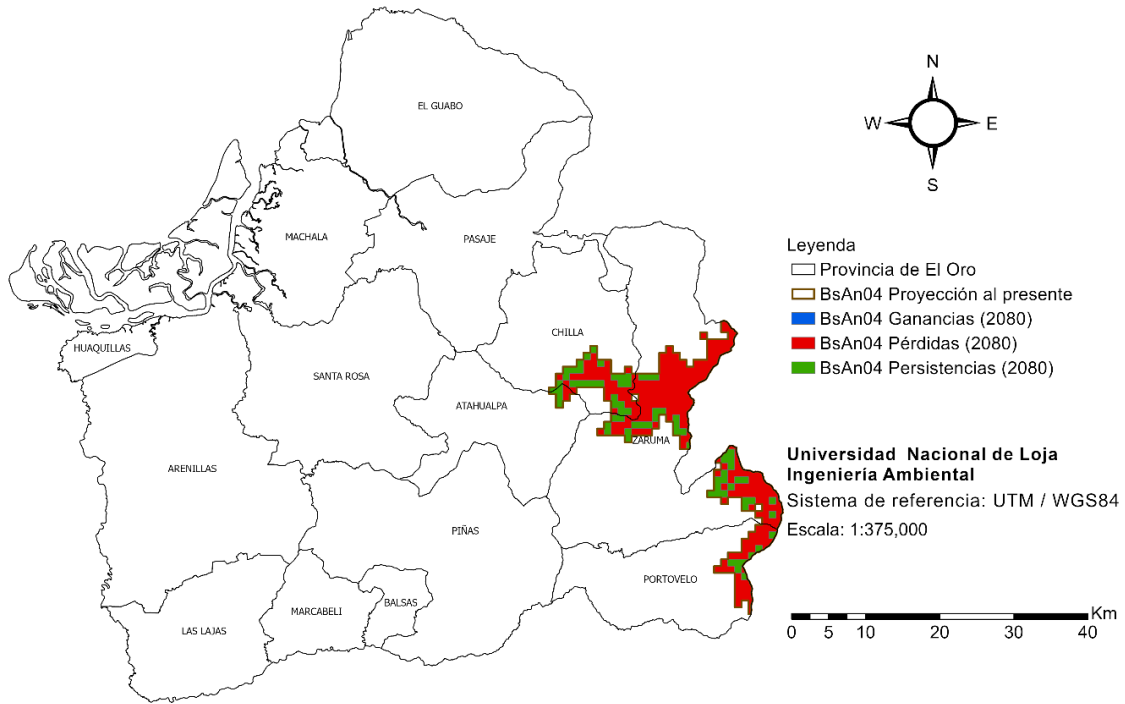 EL GUABO
MACHALA
PASAJE
HUAQUILLAS
CHILLA
SANTA ROSA
ATAHUALPA
ZARUMA
ARENILLAS
PIÑAS
PORTOVELO
MARCABELI
BALSAS
LAS LAJAS
N
W
E
S
Leyenda
Provincia de El Oro
BsAn04 Proyección al presente
BsAn04 Ganancias (2080)
BsAn04 Pérdidas (2080)
BsAn04 Persistencias (2080)
Universidad Nacional de Loja
Ingeniería Ambiental
Sistema de referencia: UTM / WGS84
Escala: 1:375,000
Km
0 5 10 20 30 40